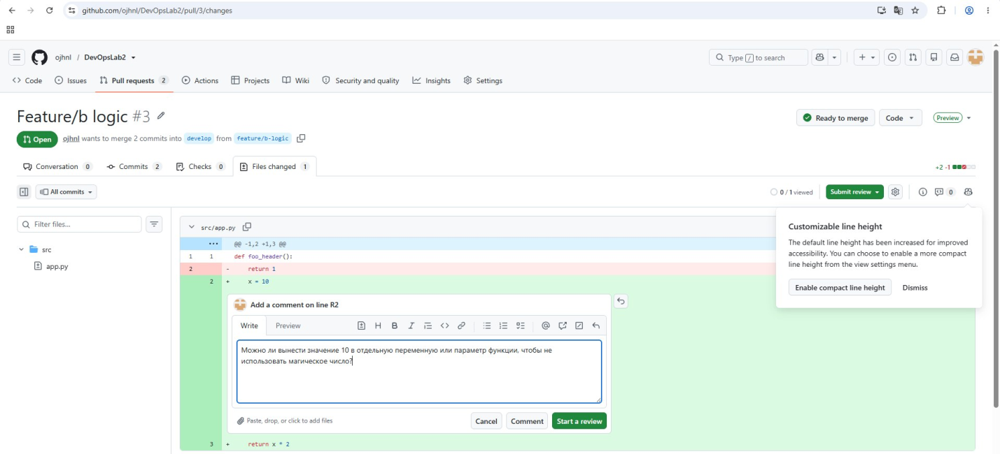 github.com/ojhnl/DevOpsLab2/pull/3/changes
ojhnl / DevOpsLab2
Type / to search
Code Issues Pull requests 2 Actions Projects Wiki Security and quality Insights Settings
Feature/b logic #3
Ready to merge Code Preview
Open ojhnl wants to merge 2 commits into develop from feature/b-logic
Conversation 0 Commits 2 Checks 0 Files changed 1
+2 -1
All commits
0 / 1 viewed Submit review 0
Filter files...
src
app.py
src/app.py
@@ -1,2 +1,3 @@
1 1 def foo_header():
2 - return 1
2 + x = 10
Add a comment on line R2
Write Preview
Можно ли вынести значение 10 в отдельную переменную или параметр функции, чтобы не
использовать магическое число?
Paste, drop, or click to add files
Cancel Comment Start a review
3 + return x * 2
Customizable line height
The default line height has been increased for improved
accessibility. You can choose to enable a more compact
line height from the view settings menu.
Enable compact line height Dismiss